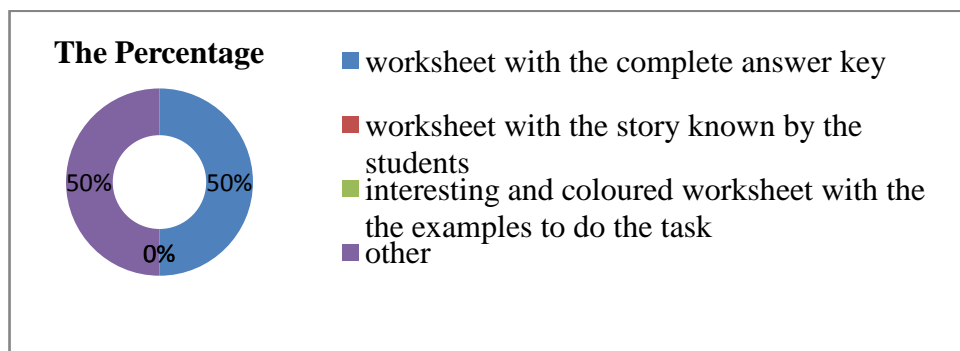 The Percentage
50%
50%
0%
worksheet with the complete answer key
worksheet with the story known by the
students
interesting and coloured worksheet with the
the examples to do the task
other